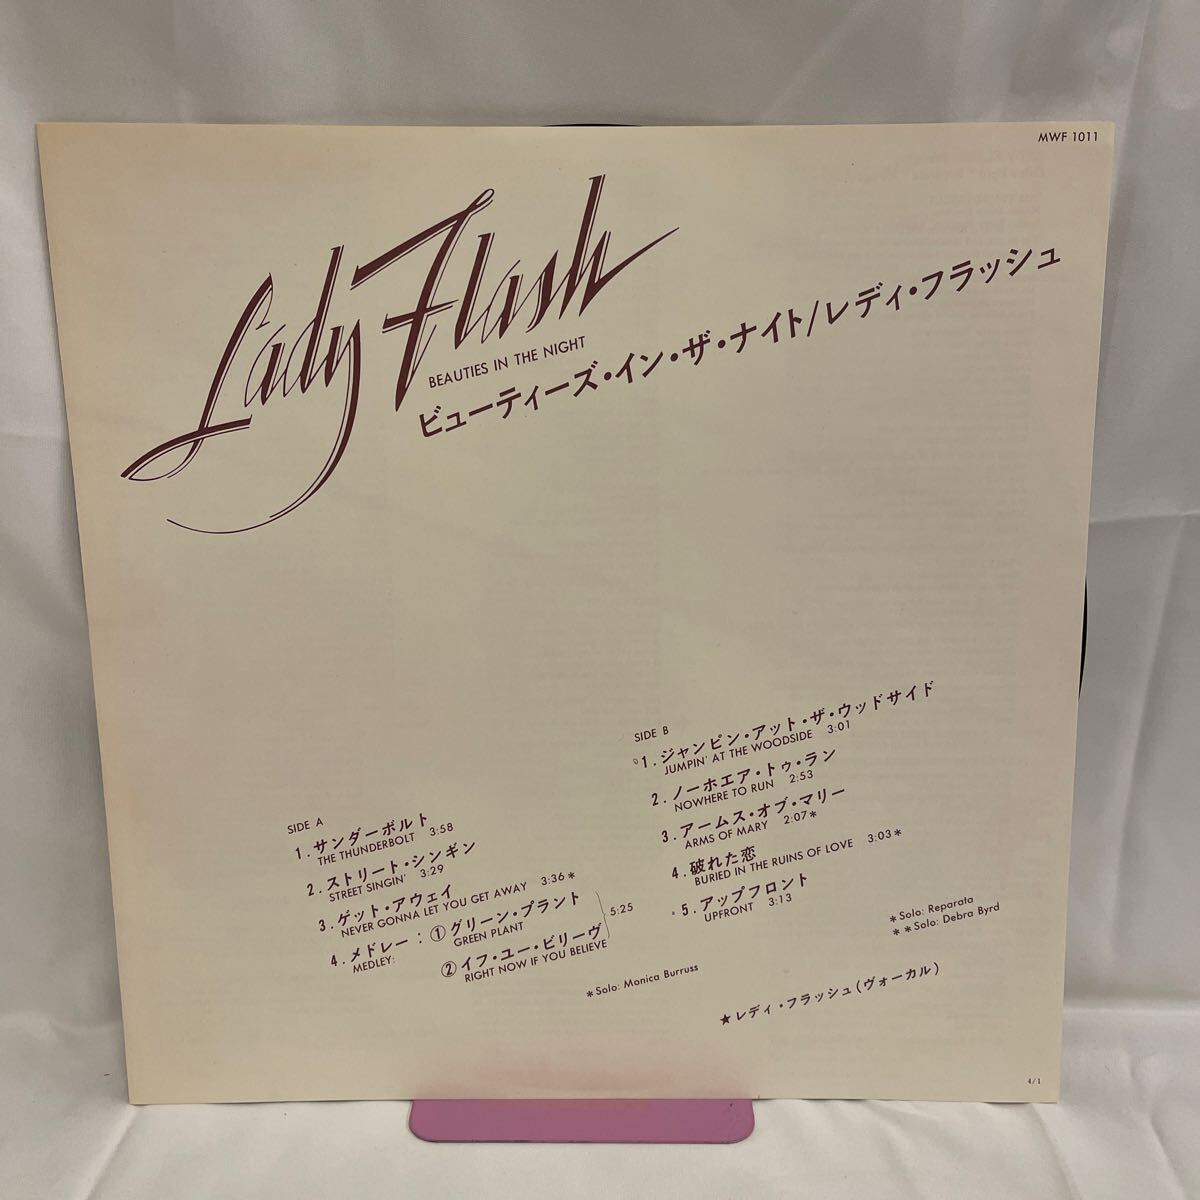 MWF 1011
Lady Flash
BEAUTIES IN THE NIGHT
ビューティーズ・イン・ザ・ナイト/レディ・フラッシュ
SIDE A
1. サンダーボルト
THE THUNDERBOLT 3:58
2. ストリート・シンギン
STREET SINGIN' 3:29
3. ゲット・アウェイ
NEVER GONNA LET YOU GET AWAY 3:36*
4. メドレー： ①グリーン・プラント
MEDLEY: GREEN PLANT
②イフ・ユー・ビリーヴ
RIGHT NOW IF YOU BELIEVE
5:25
*Solo: Monica Burruss
SIDE B
1. ジャンピン・アット・ザ・ウッドサイド
JUMPIN' AT THE WOODSIDE 3:01
2. ノーホエア・トゥ・ラン
NOWHERE TO RUN 2:53
3. アームス・オブ・マリー
ARMS OF MARY 2:07*
4. 破れた恋
BURIED IN THE RUINS OF LOVE 3:03*
5. アップフロント
UPFRONT 3:13
*Solo: Reparata
**Solo: Debra Byrd
★レディ・フラッシュ(ヴォーカル)
4/1